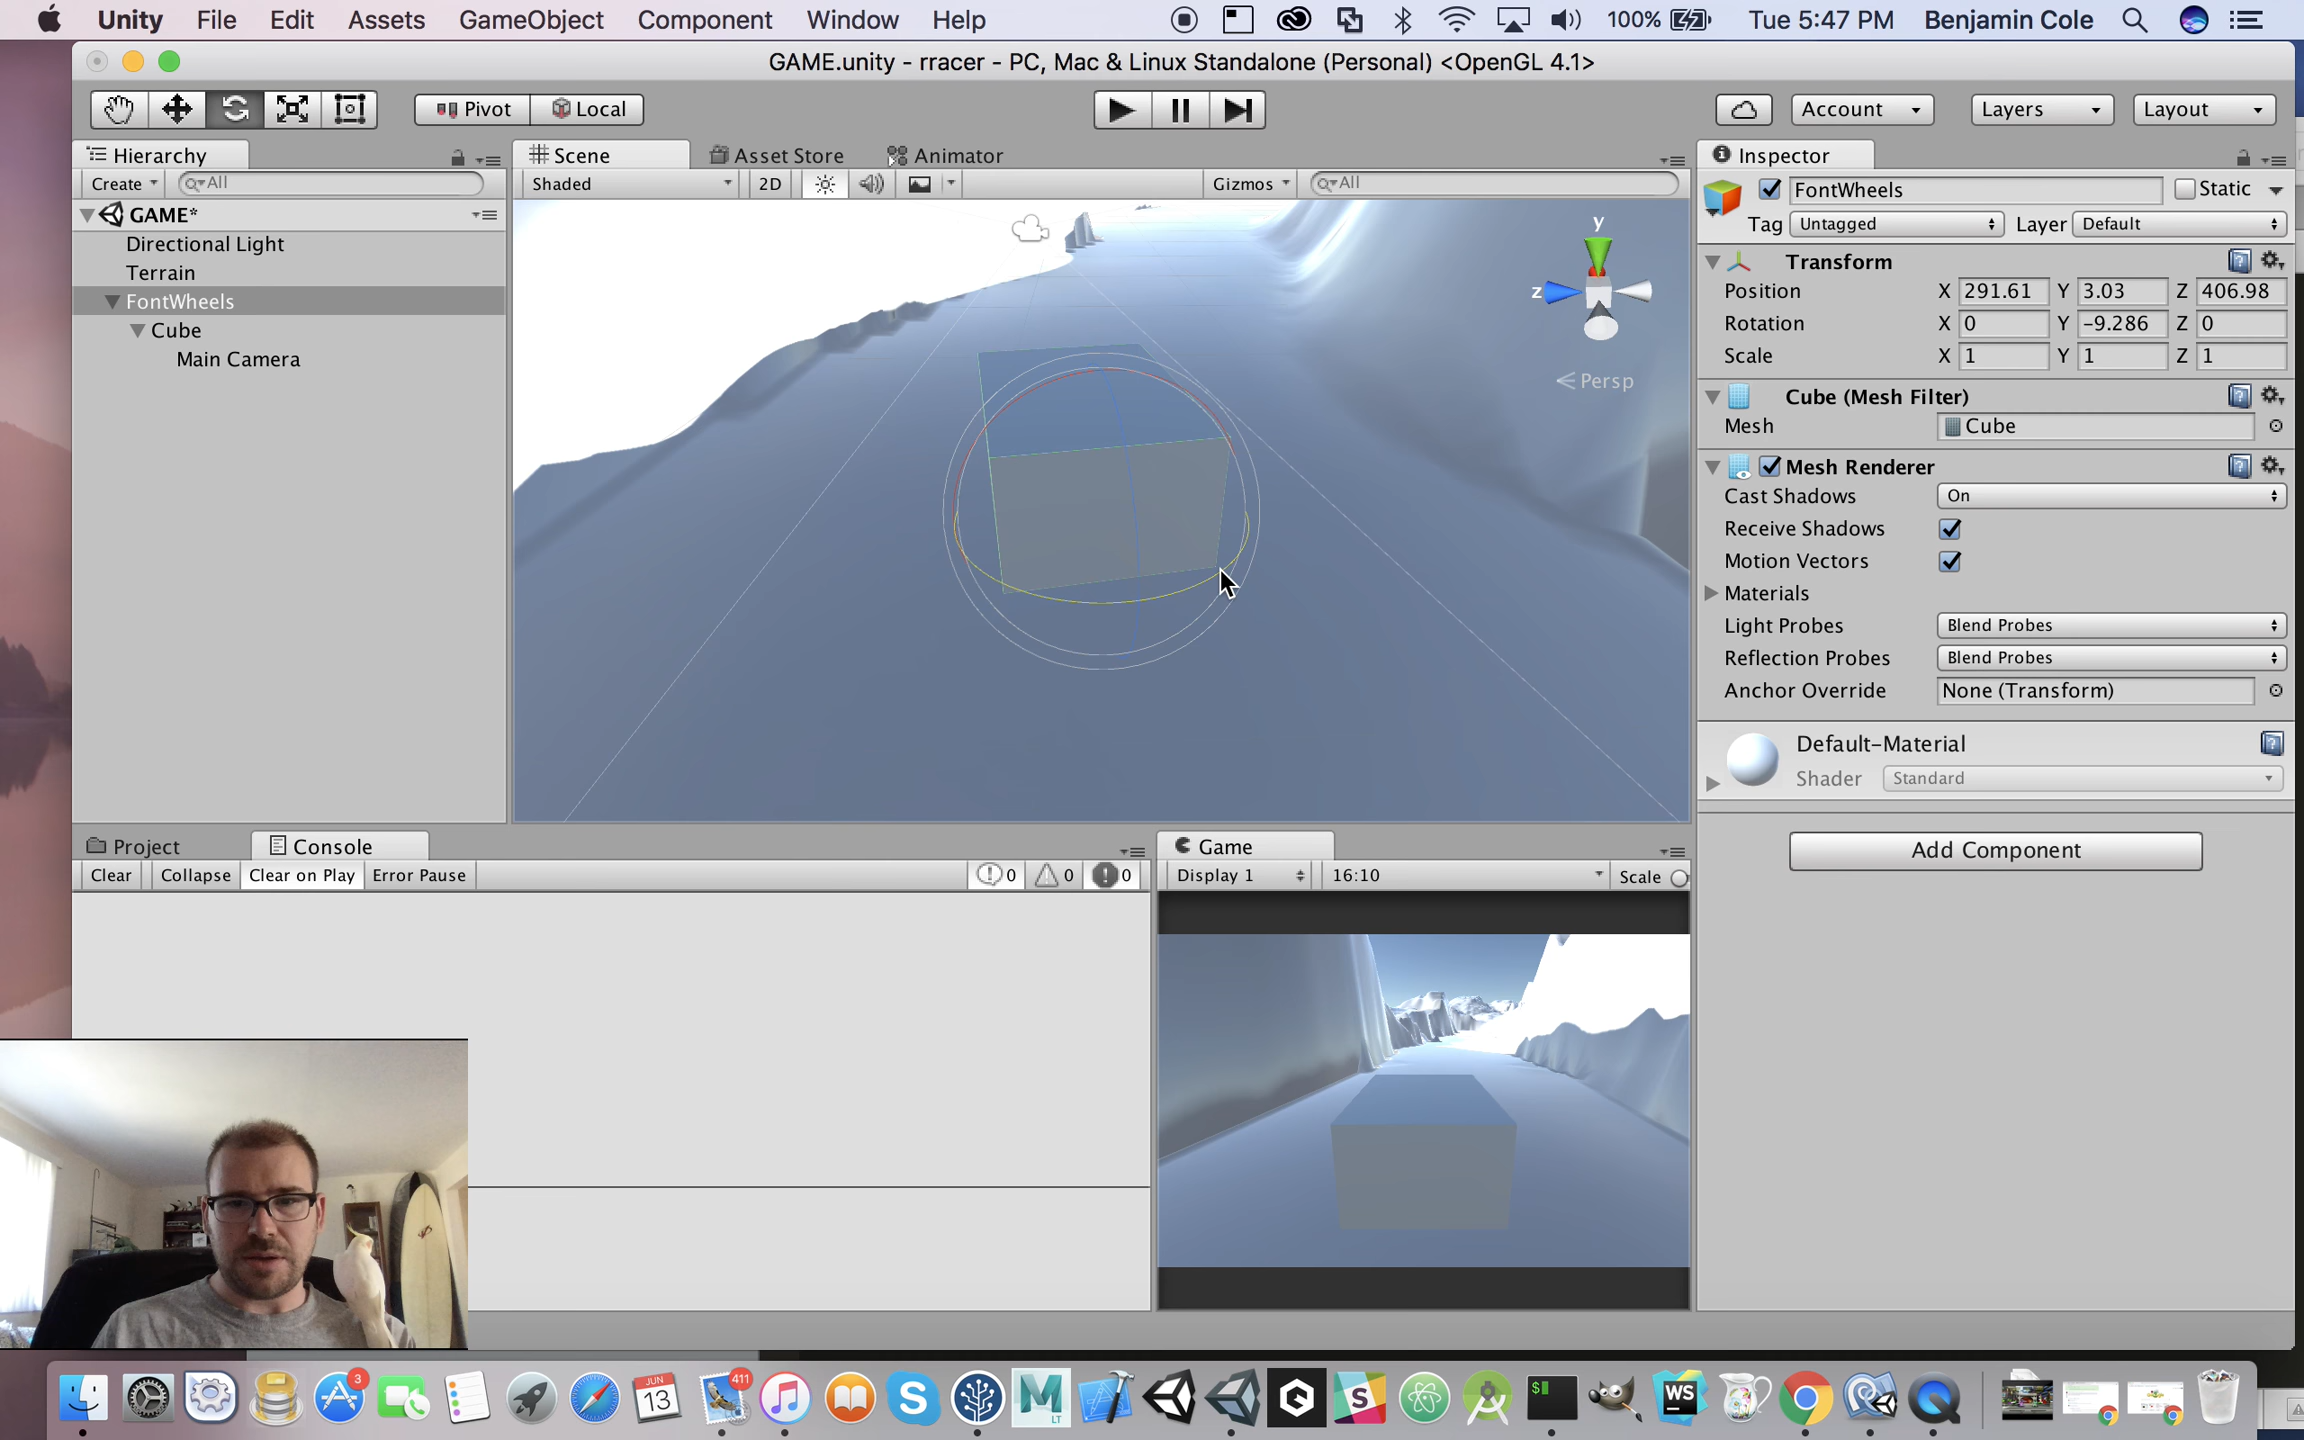 Unity File Edit Assets GameObject Component Window Help 100% Tue 5:47 PM Benjamin Cole
GAME.unity - rracer - PC, Mac & Linux Standalone (Personal) <OpenGL 4.1>
Pivot Local Account Layers Layout
Hierarchy
Create All
GAME*
Directional Light
Terrain
FontWheels
Cube
Main Camera
Scene Asset Store Animator
Shaded 2D Gizmos All
y
z
Persp
Inspector
FontWheels Static
Tag Untagged Layer Default
Transform
Position X 291.61 Y 3.03 Z 406.98
Rotation X 0 Y -9.286 Z 0
Scale X 1 Y 1 Z 1
Cube (Mesh Filter)
Mesh Cube
Mesh Renderer
Cast Shadows On
Receive Shadows
Motion Vectors
Materials
Light Probes Blend Probes
Reflection Probes Blend Probes
Anchor Override None (Transform)
Default-Material
Shader Standard
Add Component
Project Console
Clear Collapse Clear on Play Error Pause 0 0 0
Game
Display 1 16:10 Scale
3 JUN 13 411 S M LT $ WS